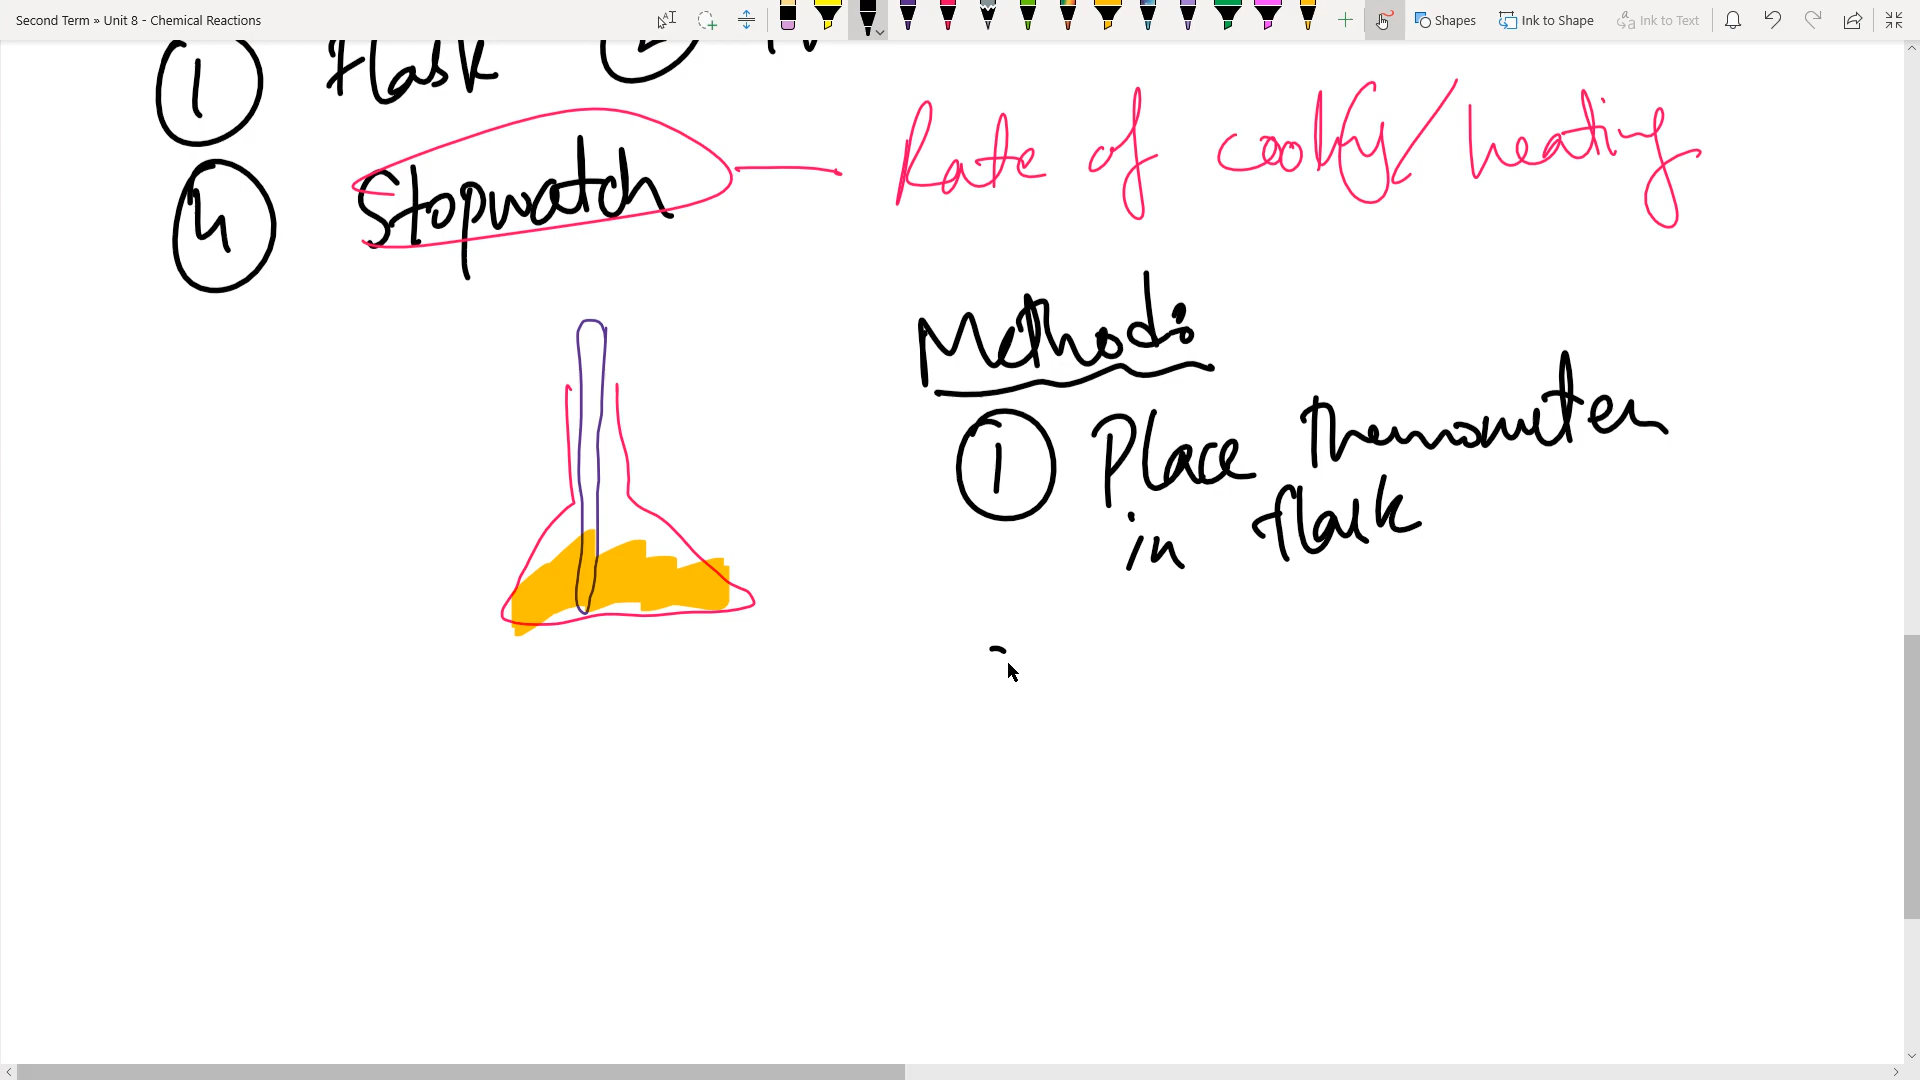 Second Term » Unit 8 - Chemical Reactions
Shapes
Ink to Shape
Ink to Text
1 Flask 2
4 Stopwatch
Rate of cooling/heating
Method:
1 Place thermometer
in flask